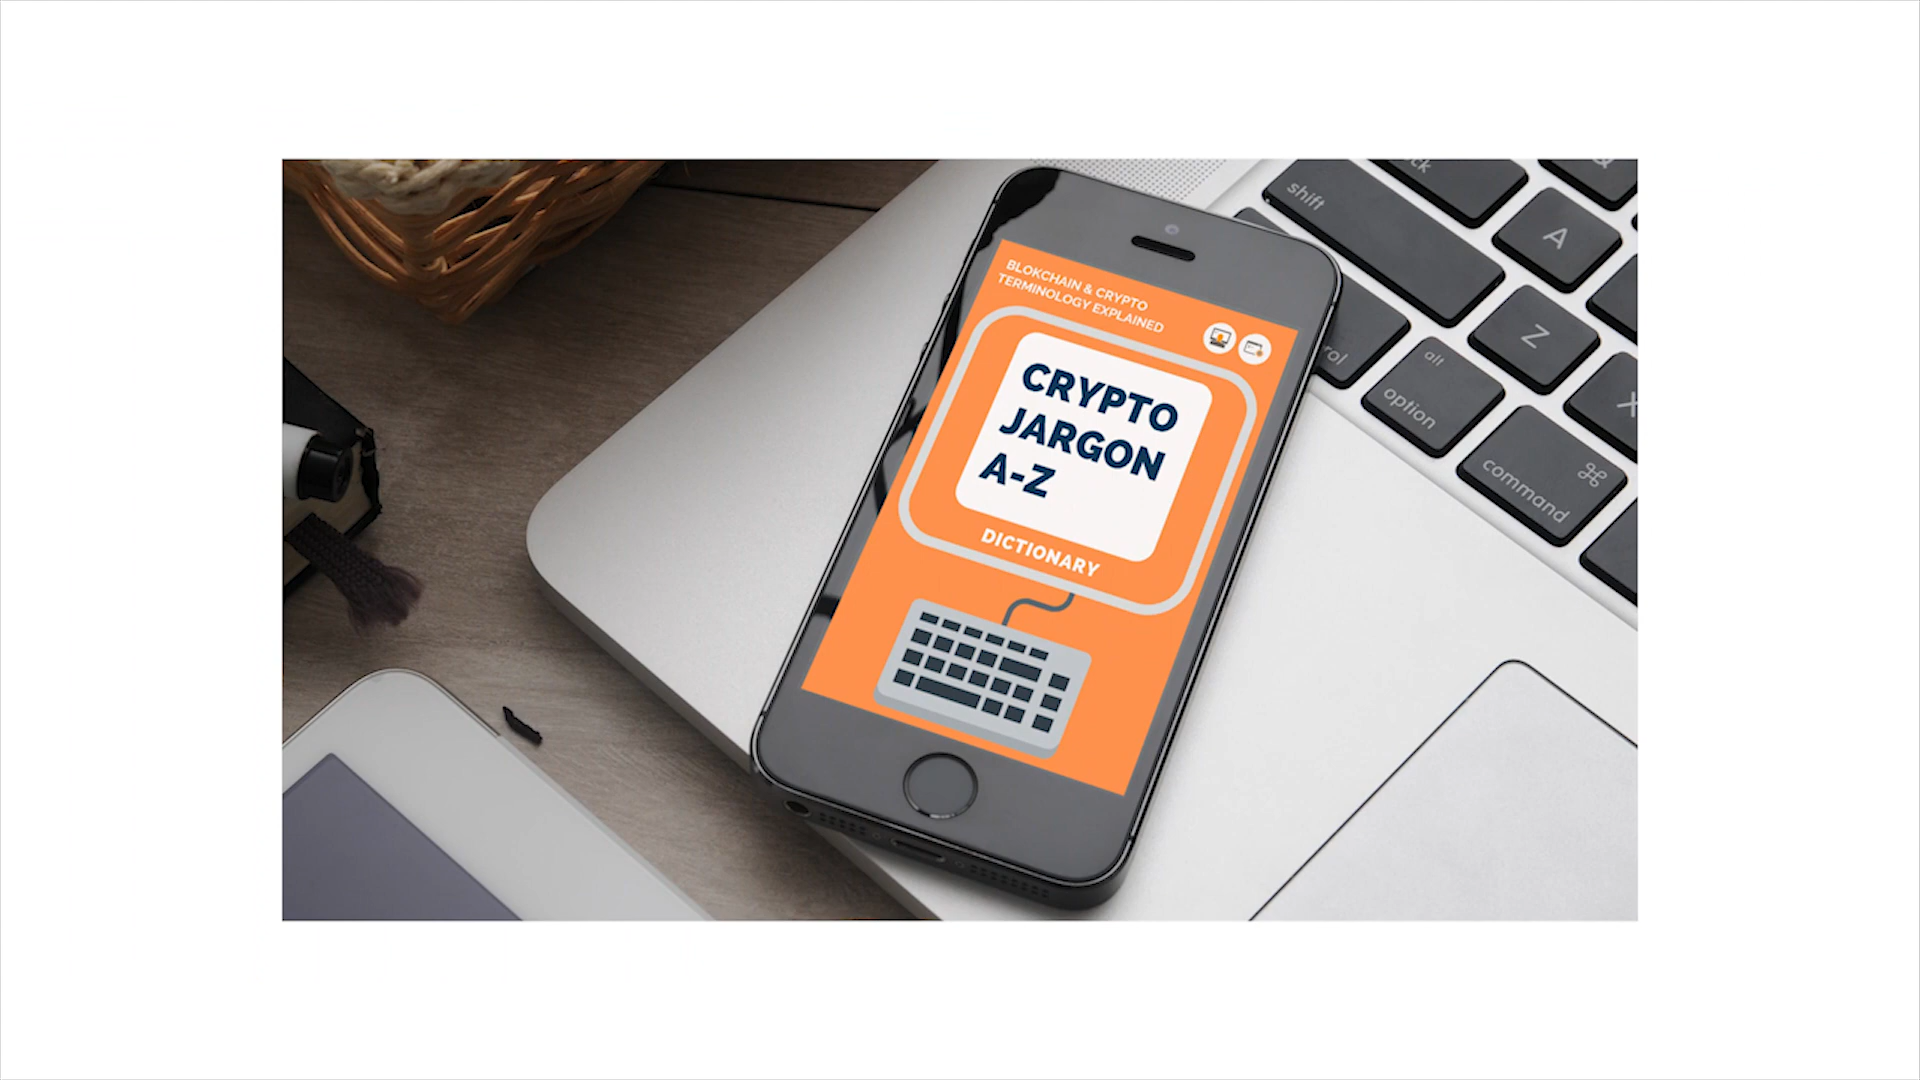 BLOKCHAIN & CRYPTO
TERMINOLOGY EXPLAINED
CRYPTO
JARGON
A-Z
DICTIONARY
shift
A
Z
alt
option
X
command